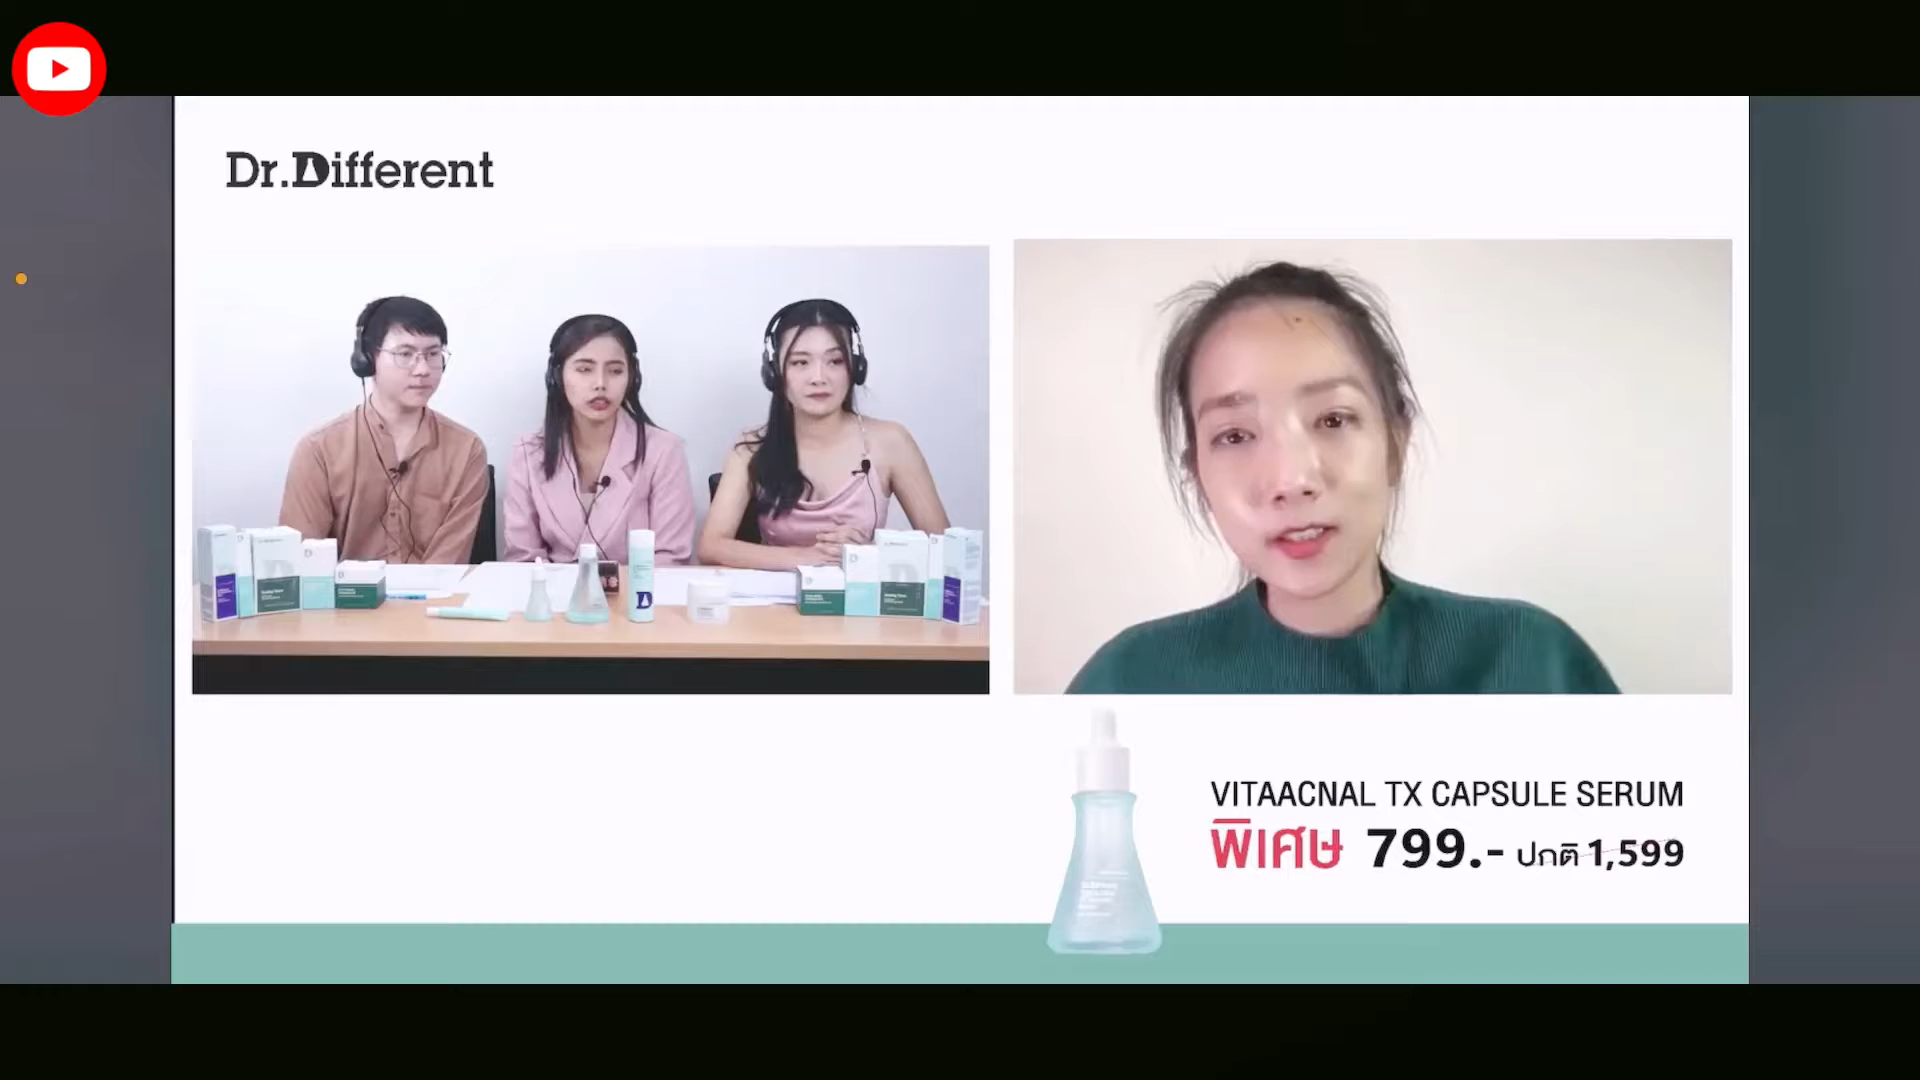 Dr.Different
VITAACNAL TX CAPSULE SERUM
พิเศษ 799.- ปกติ 1,599